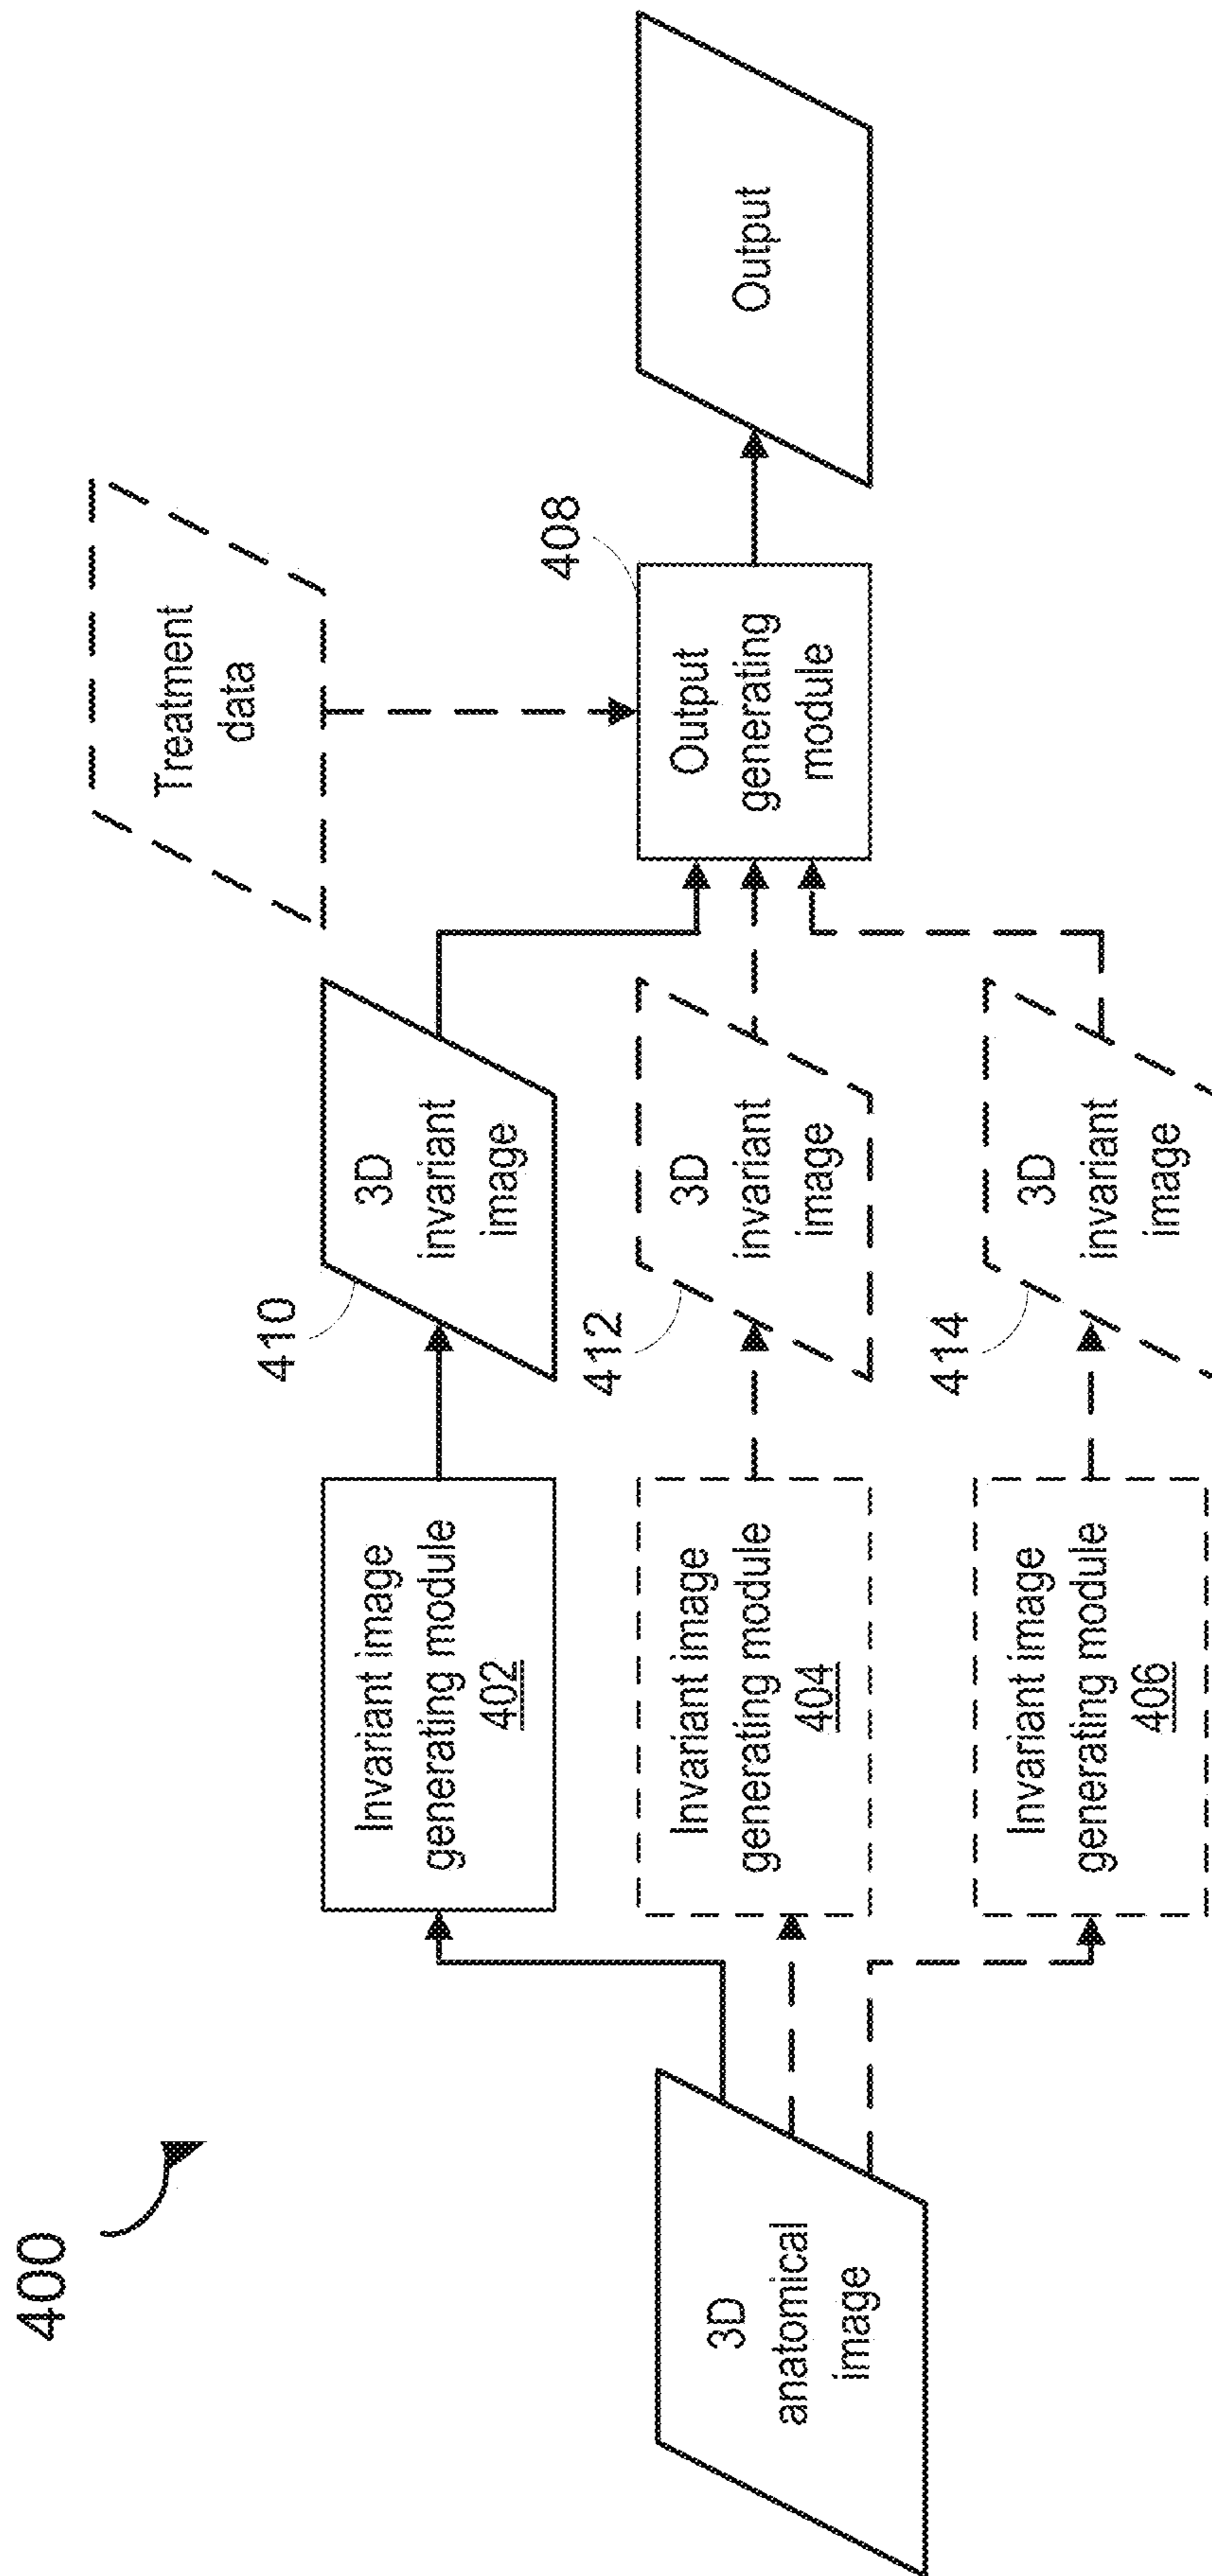 400
3D
anatomical
image
Invariant image
generating module
402
Invariant image
generating module
404
Invariant image
generating module
406
410
3D
invariant
image
412
3D
invariant
image
414
3D
invariant
image
Treatment
data
408
Output
generating
module
Output